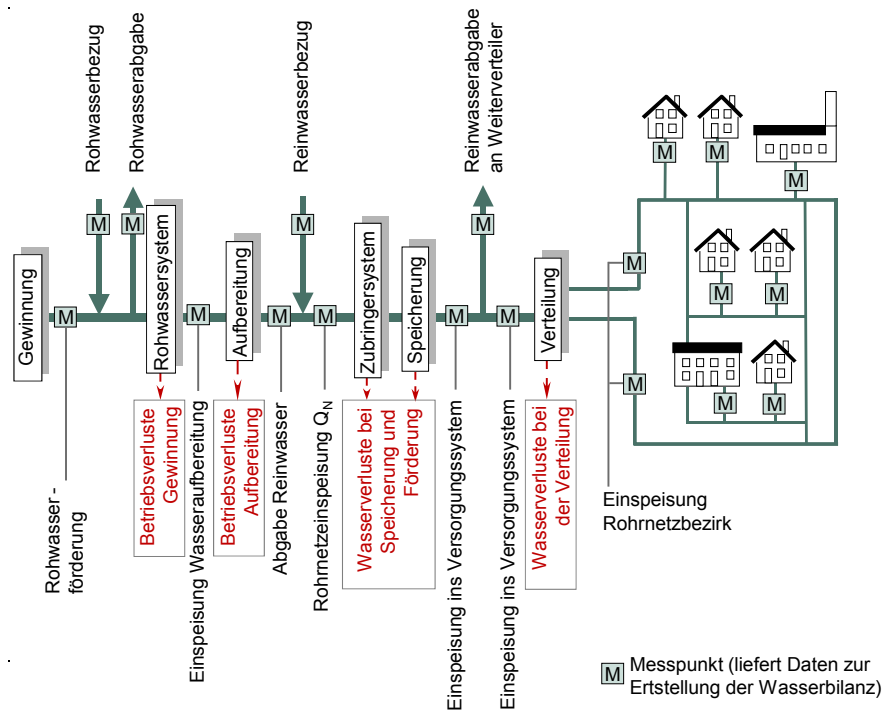 Rohwasserbezug
Rohwasserabgabe
Reinwasserbezug
Reinwasserabgabe
an Weiterverteiler
M
M
M
M
M
M
M
Gewinnung
Rohwassersystem
Aufbereitung
Zubringersystem
Speicherung
Verteilung
M
M
M
M
M
M
M
M
M
M
M
M
Rohwasser -
förderung
Betriebsverluste
Gewinnung
Einspeisung Wasseraufbereitung
Betriebsverluste
Aufbereitung
Abgabe Reinwasser
Rohrnetzeinspeisung QN
Wasserverluste bei
Speicherung und
Förderung
Einspeisung ins Versorgungssystem
Einspeisung ins Versorgungssystem
Wasserverluste bei
der Verteilung
Einspeisung
Rohrnetzbezirk
M
Messpunkt (liefert Daten zur
Ertstellung der Wasserbilanz)